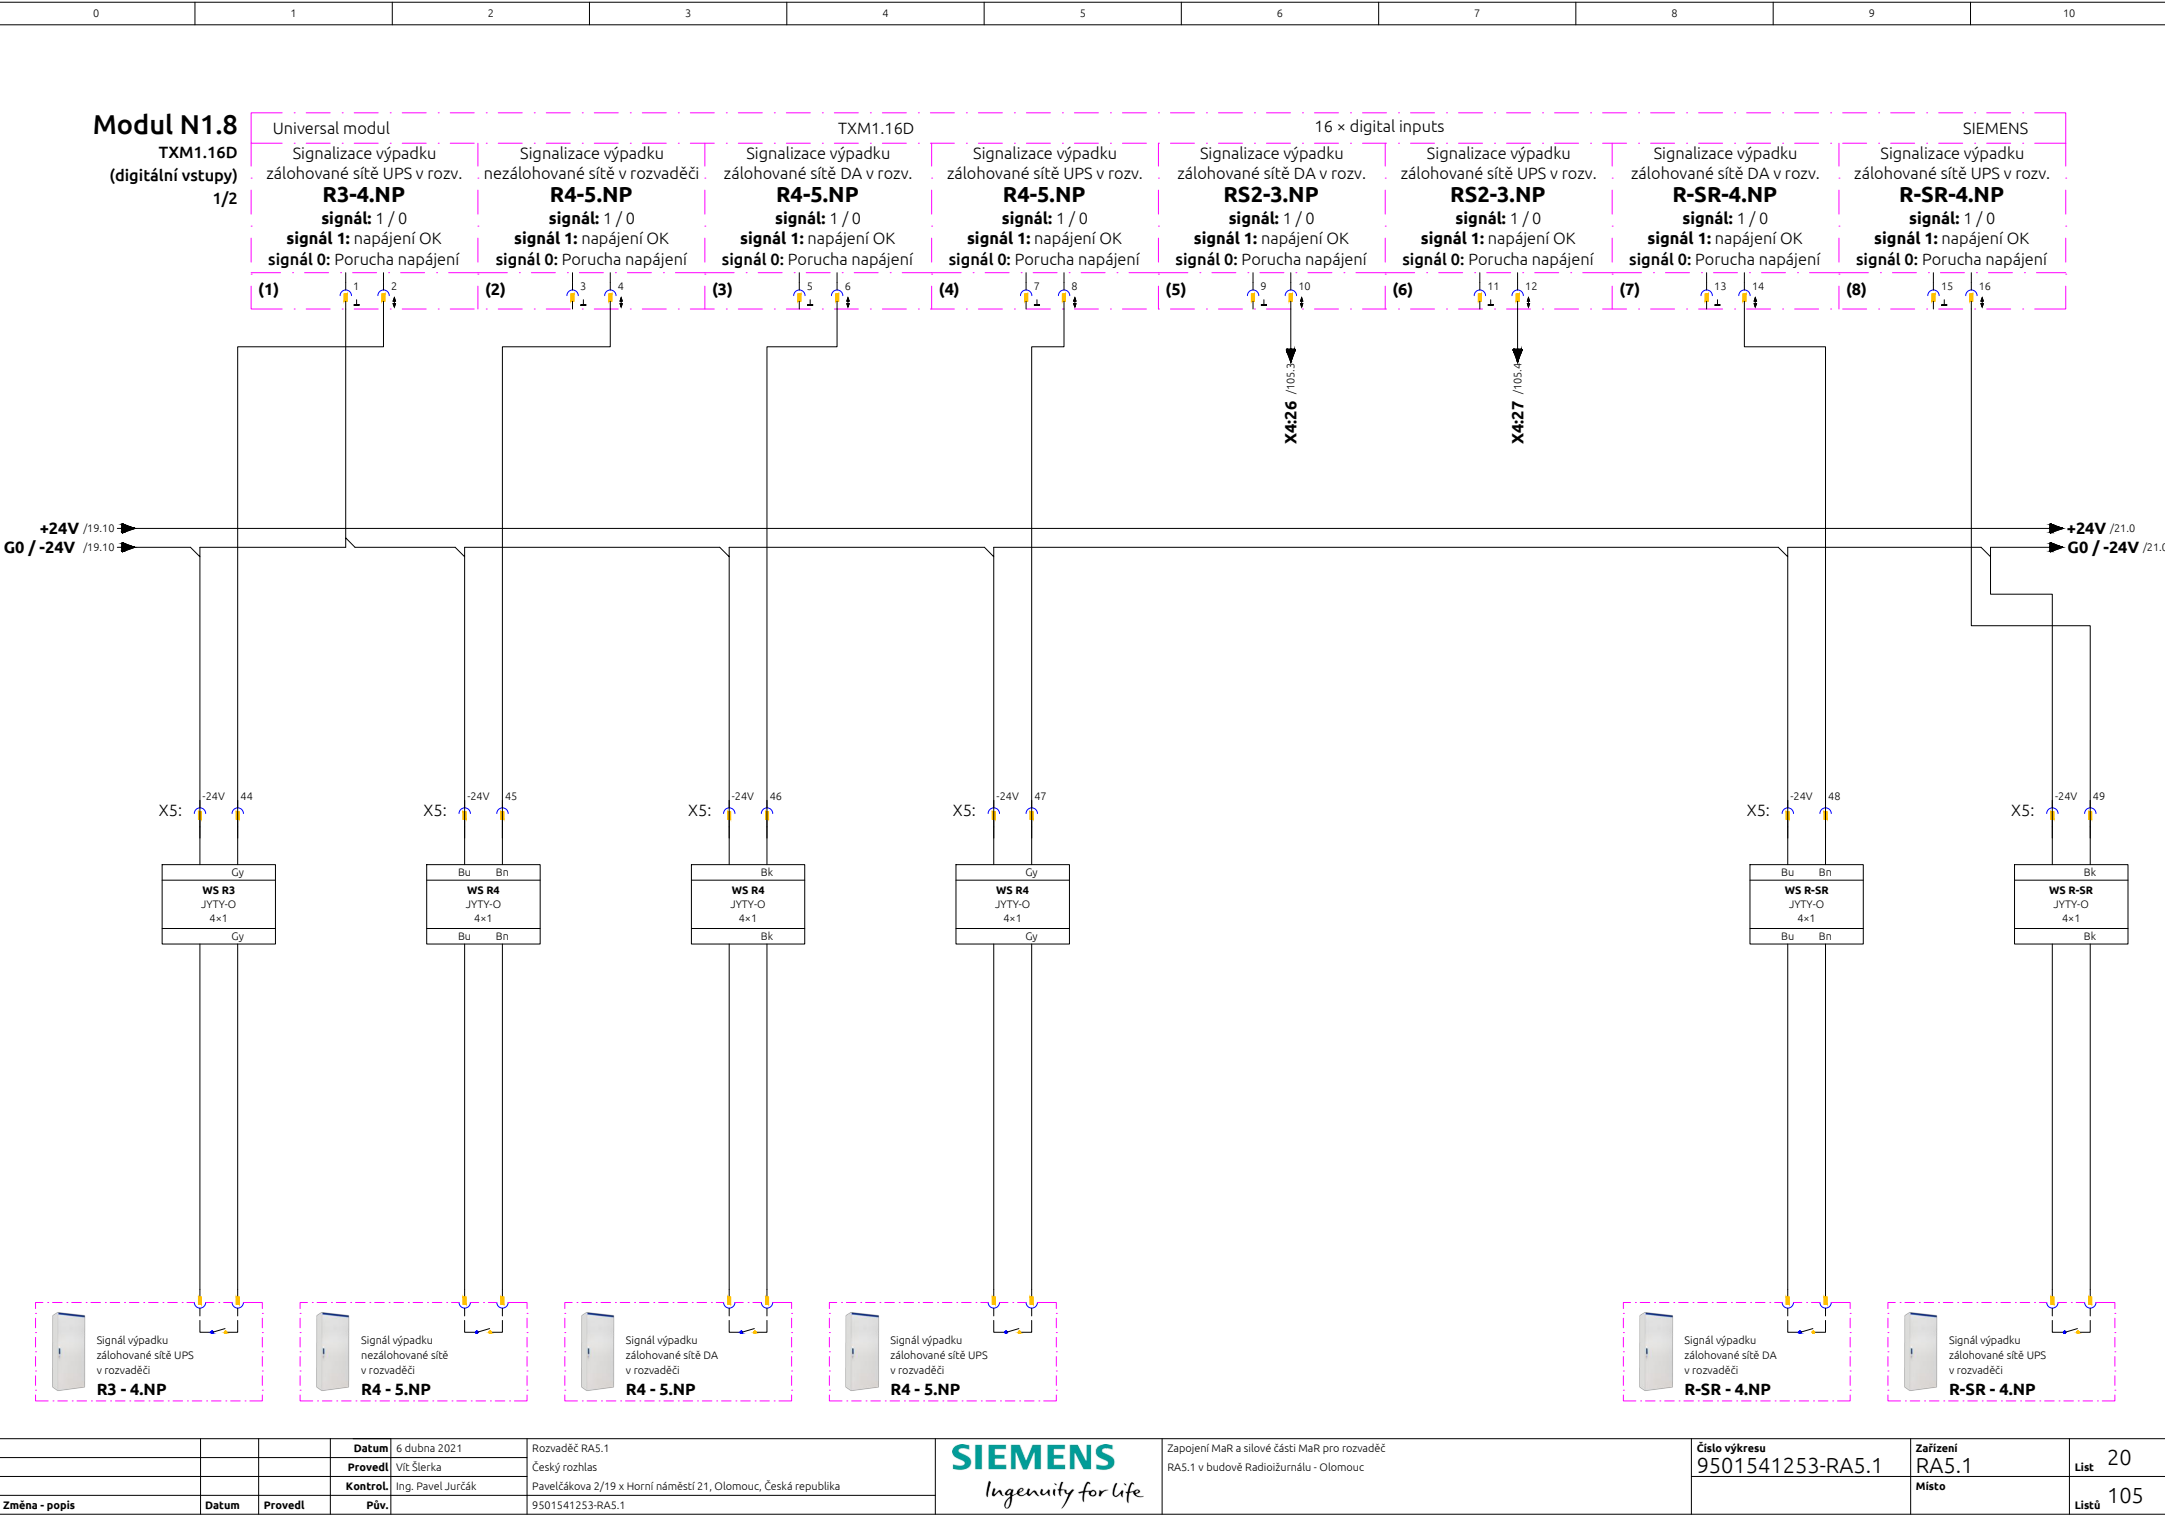 0 1 2 3 4 5 6 7 8 9 10
Modul N1.8
TXM1.16D
(digitální vstupy)
1/2
Universal modul TXM1.16D 16 × digital inputs SIEMENS
Signalizace výpadku
zálohované sítě UPS v rozv.
R3-4.NP
signál: 1 / 0
signál 1: napájení OK
signál 0: Porucha napájení
(1) 1 2
Signalizace výpadku
nezálohované sítě v rozvaděči
R4-5.NP
signál: 1 / 0
signál 1: napájení OK
signál 0: Porucha napájení
(2) 3 4
Signalizace výpadku
zálohované sítě DA v rozv.
R4-5.NP
signál: 1 / 0
signál 1: napájení OK
signál 0: Porucha napájení
(3) 5 6
Signalizace výpadku
zálohované sítě UPS v rozv.
R4-5.NP
signál: 1 / 0
signál 1: napájení OK
signál 0: Porucha napájení
(4) 7 8
Signalizace výpadku
zálohované sítě DA v rozv.
RS2-3.NP
signál: 1 / 0
signál 1: napájení OK
signál 0: Porucha napájení
(5) 9 10
Signalizace výpadku
zálohované sítě UPS v rozv.
RS2-3.NP
signál: 1 / 0
signál 1: napájení OK
signál 0: Porucha napájení
(6) 11 12
Signalizace výpadku
zálohované sítě DA v rozv.
R-SR-4.NP
signál: 1 / 0
signál 1: napájení OK
signál 0: Porucha napájení
(7) 13 14
Signalizace výpadku
zálohované sítě UPS v rozv.
R-SR-4.NP
signál: 1 / 0
signál 1: napájení OK
signál 0: Porucha napájení
(8) 15 16
X4:26 /105.3
X4:27 /105.4
+24V /19.10
G0 / -24V /19.10
+24V /21.0
G0 / -24V /21.0
X5: -24V 44
X5: -24V 45
X5: -24V 46
X5: -24V 47
X5: -24V 48
X5: -24V 49
Gy
WS R3
JYTY-O
4×1
Gy
Bu Bn
WS R4
JYTY-O
4×1
Bu Bn
Bk
WS R4
JYTY-O
4×1
Bk
Gy
WS R4
JYTY-O
4×1
Gy
Bu Bn
WS R-SR
JYTY-O
4×1
Bu Bn
Bk
WS R-SR
JYTY-O
4×1
Bk
Signál výpadku
zálohované sítě UPS
v rozvaděči
R3 - 4.NP
Signál výpadku
nezálohované sítě
v rozvaděči
R4 - 5.NP
Signál výpadku
zálohované sítě DA
v rozvaděči
R4 - 5.NP
Signál výpadku
zálohované sítě UPS
v rozvaděči
R4 - 5.NP
Signál výpadku
zálohované sítě DA
v rozvaděči
R-SR - 4.NP
Signál výpadku
zálohované sítě UPS
v rozvaděči
R-SR - 4.NP
Změna - popis Datum Provedl
Datum 6 dubna 2021
Provedl Vít Šlerka
Kontrol. Ing. Pavel Jurčák
Pův.
Rozvaděč RA5.1
Český rozhlas
Pavelčákova 2/19 x Horní náměstí 21, Olomouc, Česká republika
9501541253-RA5.1
SIEMENS
Ingenuity for life
Zapojení MaR a silové části MaR pro rozvaděč
RA5.1 v budově Radiožurnálu - Olomouc
Číslo výkresu
9501541253-RA5.1
Zařízení
RA5.1
Místo
List 20
Listů 105